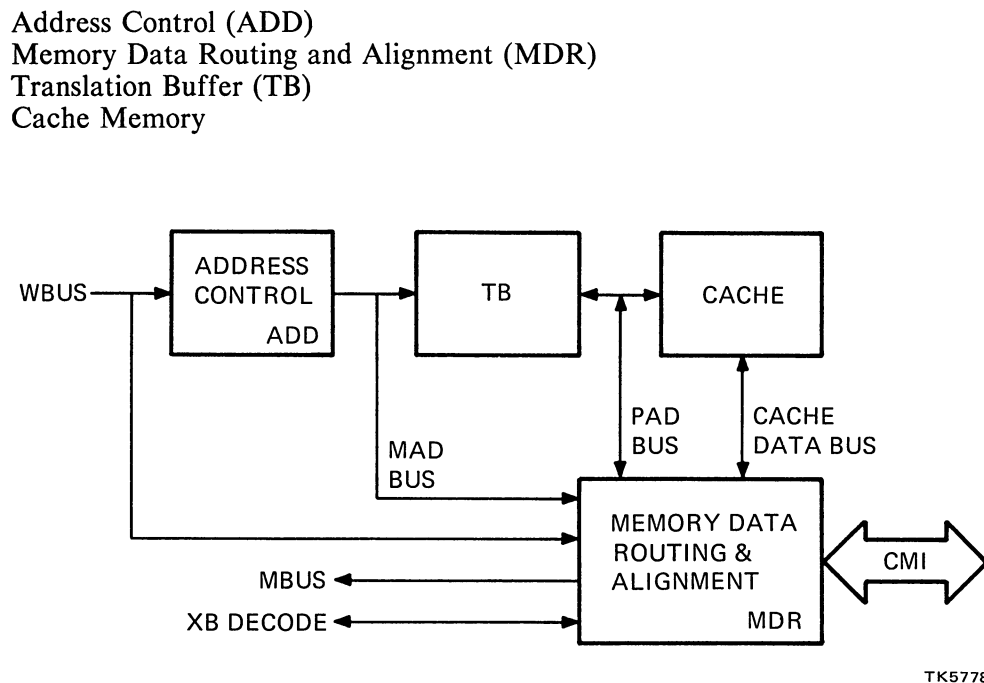 Address Control (ADD)
Memory Data Routing and Alignment (MDR)
Translation Buffer (TB)
Cache Memory
WBUS
ADDRESS
CONTROL
ADD
TB
CACHE
MAD
BUS
PAD
BUS
CACHE
DATA BUS
MEMORY DATA
ROUTING &
ALIGNMENT
MDR
CMI
MBUS
XB DECODE
TK5778